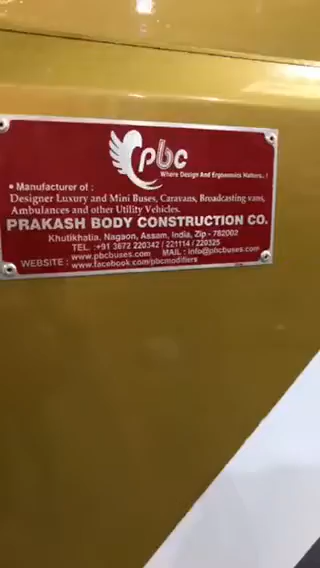 pbc
Where Design And Ergonomics Matters..!
• Manufacturer of :
Designer Luxury and Mini Buses, Caravans, Broadcasting vans,
Ambulances and other Utility Vehicles.
PRAKASH BODY CONSTRUCTION CO.
Khutikhatia, Nagaon, Assam, India, Zip - 782002
TEL. :+91 3672 220342 / 221114 / 220325
WEBSITE : www.pbcbuses.com MAIL : info@pbcbuses.com
www.facebook.com/pbcmodifiers